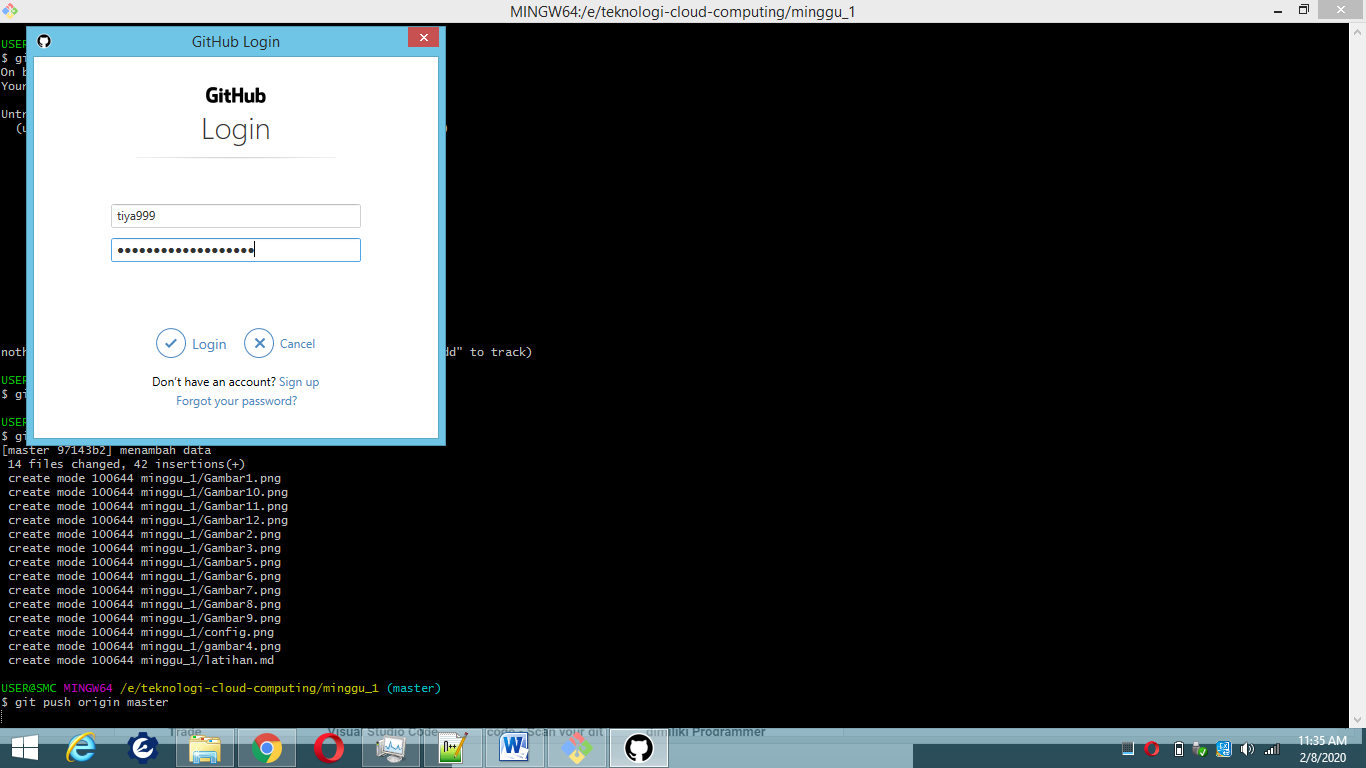 MINGW64:/e/teknologi-cloud-computing/minggu_1
GitHub Login
GitHub
Login
tiya999
Login
Cancel
Don't have an account? Sign up
Forgot your password?
USER
$ gi
On b
Your
Untr
(u )
noth dd" to track)
USER
$ gi
USER
$ gi
[master 97143b2] menambah data
14 files changed, 42 insertions(+)
create mode 100644 minggu_1/Gambar1.png
create mode 100644 minggu_1/Gambar10.png
create mode 100644 minggu_1/Gambar11.png
create mode 100644 minggu_1/Gambar12.png
create mode 100644 minggu_1/Gambar2.png
create mode 100644 minggu_1/Gambar3.png
create mode 100644 minggu_1/Gambar5.png
create mode 100644 minggu_1/Gambar6.png
create mode 100644 minggu_1/Gambar7.png
create mode 100644 minggu_1/Gambar8.png
create mode 100644 minggu_1/Gambar9.png
create mode 100644 minggu_1/config.png
create mode 100644 minggu_1/gambar4.png
create mode 100644 minggu_1/latihan.md
USER@SMC MINGW64 /e/teknologi-cloud-computing/minggu_1 (master)
$ git push origin master
Trade Visual Studio Code code Scan your git dimiliki Programmer
11:35 AM
2/8/2020